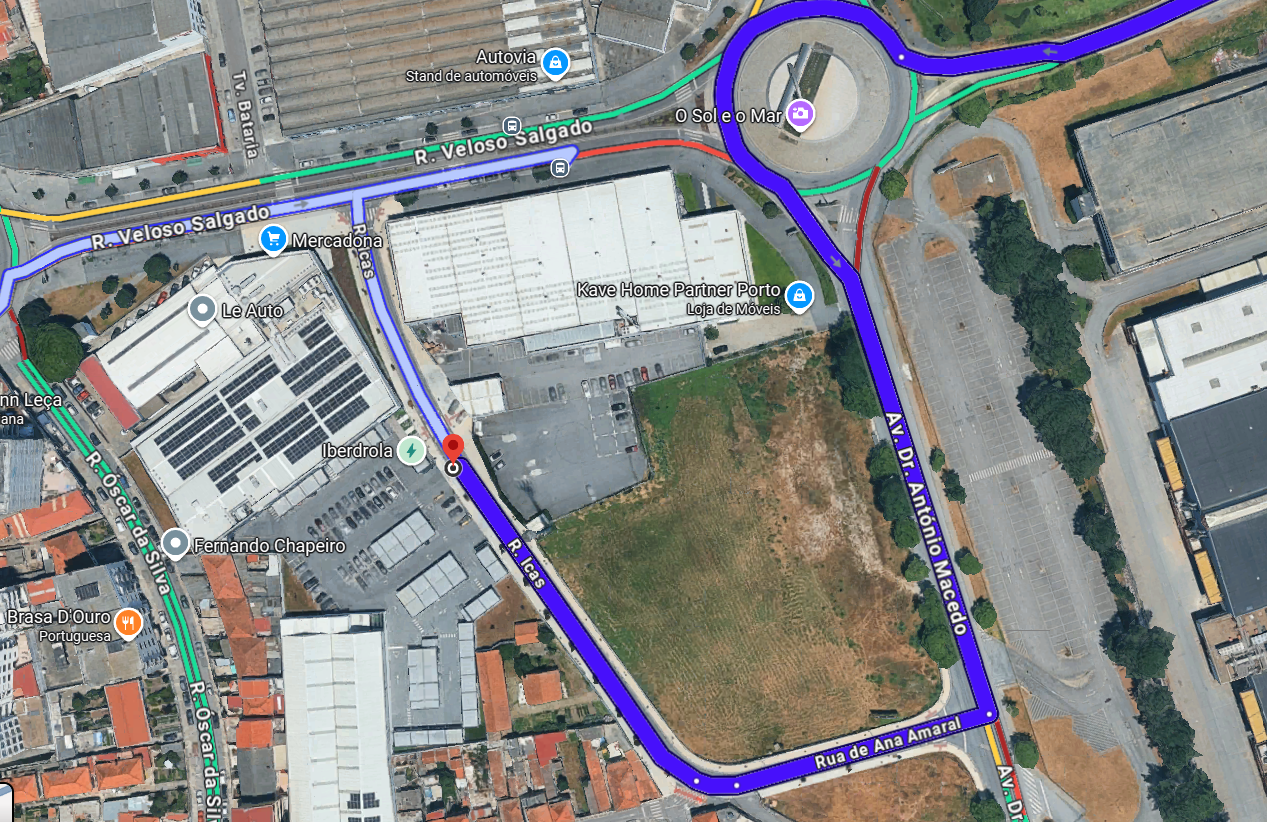 Autovia
Stand de automóveis
Tv. Bataria
O Sol e o Mar
R. Veloso Salgado
R. Veloso Salgado
R. Icas
Mercadona
Kave Home Partner Porto
Loja de Móveis
Le Auto
nn Leça
ana
Iberdrola
Av. Dr. António Macedo
R. Oscar da Silva
Fernando Chapeiro
R. Icas
Brasa D'Ouro
Portuguesa
R. Oscar da Sil
Rua de Ana Amaral
Av. Dr.